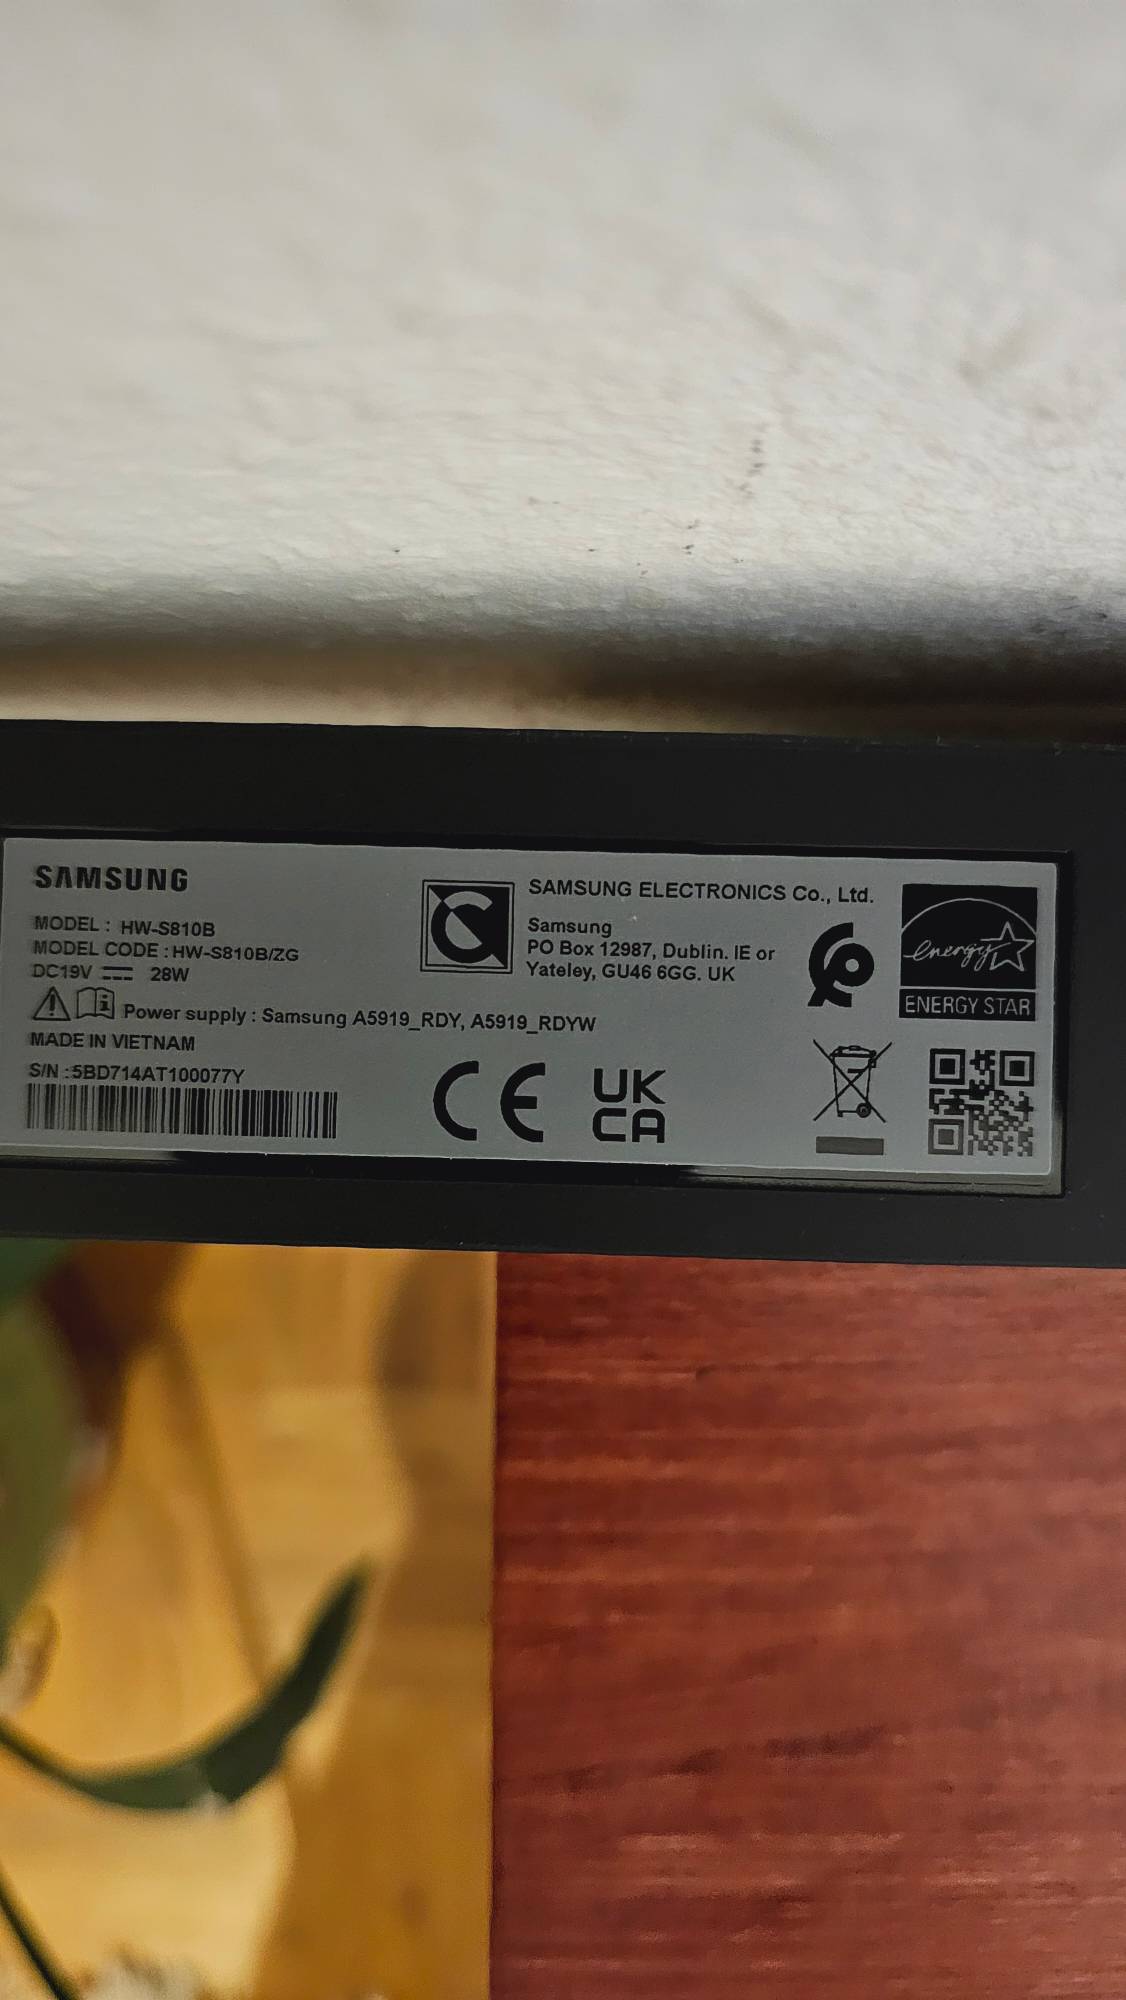 SAMSUNG
MODEL : HW-S810B
MODEL CODE : HW-S810B/ZG
DC19V 28W
Power supply : Samsung A5919_RDY, A5919_RDYW
MADE IN VIETNAM
S/N : 5BD714AT100077Y
SAMSUNG ELECTRONICS Co., Ltd.
Samsung
PO Box 12987, Dublin. IE or
Yateley, GU46 6GG. UK
CE
UK
CA
energy
ENERGY STAR